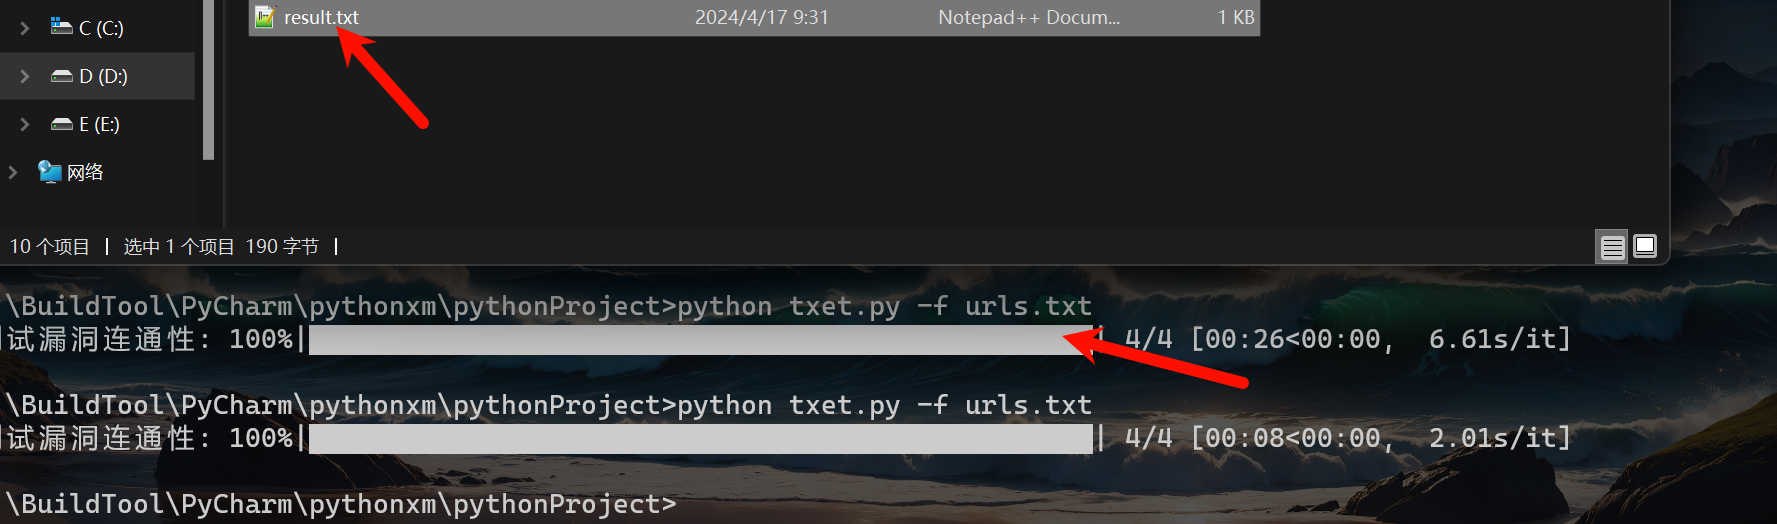 result.txt 2024/4/17 9:31 Notepad++ Docum... 1 KB
C (C:)
D (D:)
E (E:)
网络
10 个项目 | 选中 1 个项目 190 字节 |
\BuildTool\PyCharm\pythonxm\pythonProject>python txet.py -f urls.txt
试漏洞连通性: 100%| | 4/4 [00:26<00:00, 6.61s/it]
\BuildTool\PyCharm\pythonxm\pythonProject>python txet.py -f urls.txt
试漏洞连通性: 100%| | 4/4 [00:08<00:00, 2.01s/it]
\BuildTool\PyCharm\pythonxm\pythonProject>